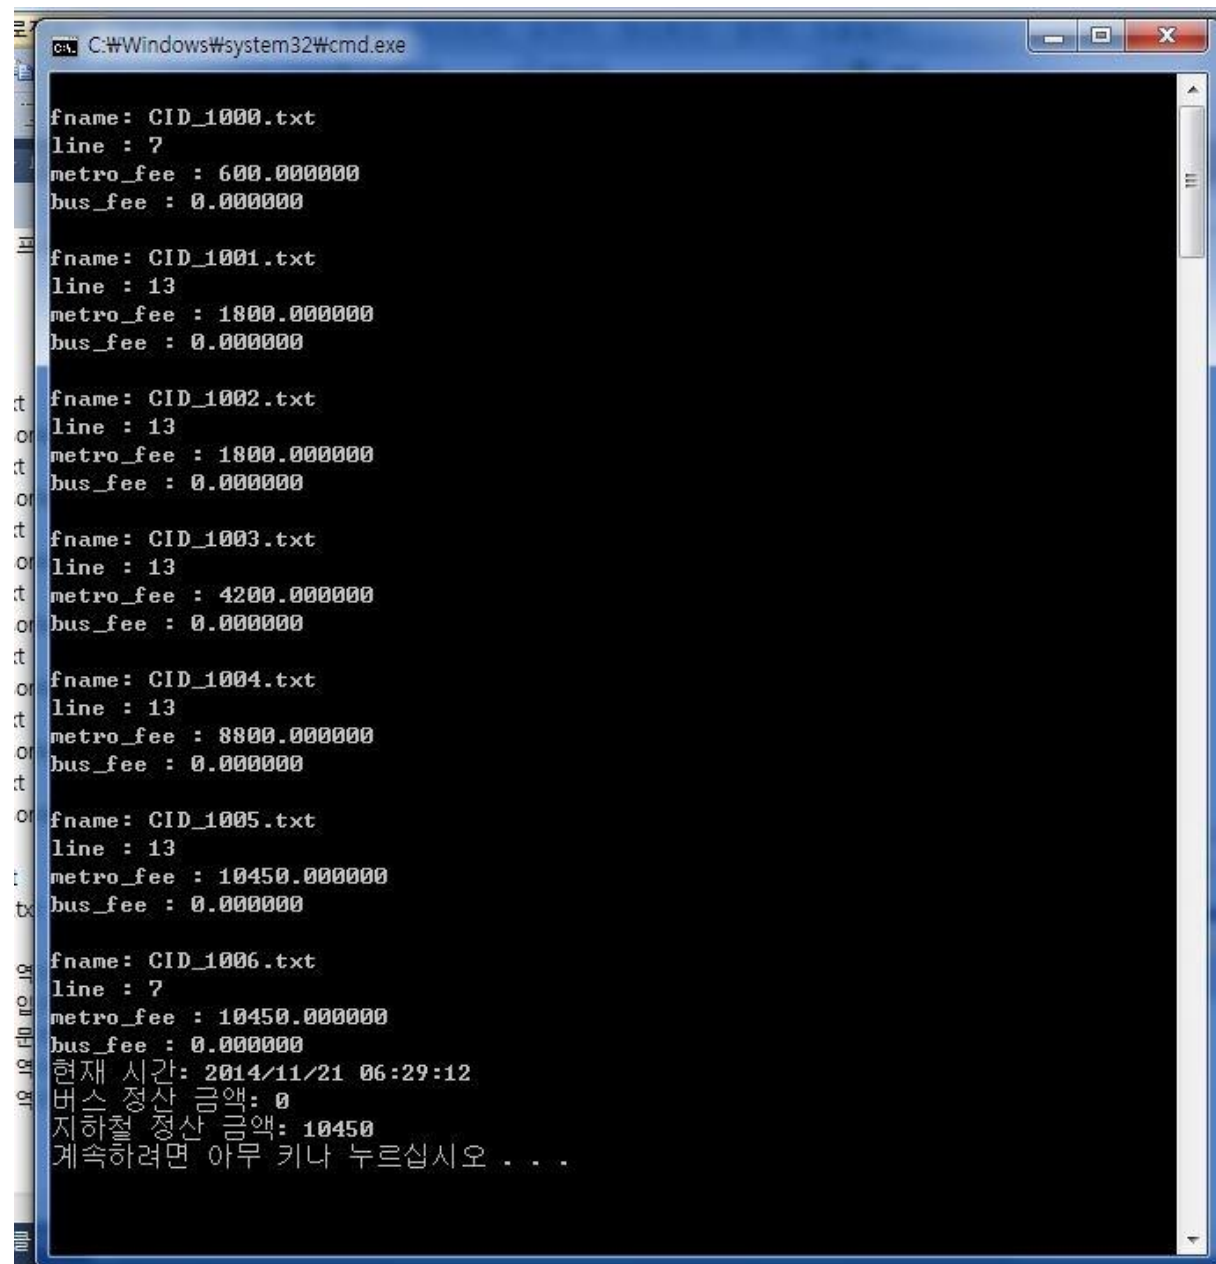 C:₩Windows₩system32₩cmd.exe
fname: CID_1000.txt
line : 7
metro_fee : 600.000000
bus_fee : 0.000000
fname: CID_1001.txt
line : 13
metro_fee : 1800.000000
bus_fee : 0.000000
fname: CID_1002.txt
line : 13
metro_fee : 1800.000000
bus_fee : 0.000000
fname: CID_1003.txt
line : 13
metro_fee : 4200.000000
bus_fee : 0.000000
fname: CID_1004.txt
line : 13
metro_fee : 8800.000000
bus_fee : 0.000000
fname: CID_1005.txt
line : 13
metro_fee : 10450.000000
bus_fee : 0.000000
fname: CID_1006.txt
line : 7
metro_fee : 10450.000000
bus_fee : 0.000000
현재 시간: 2014/11/21 06:29:12
버스 정산 금액: 0
지하철 정산 금액: 10450
계속하려면 아무 키나 누르십시오 . . .